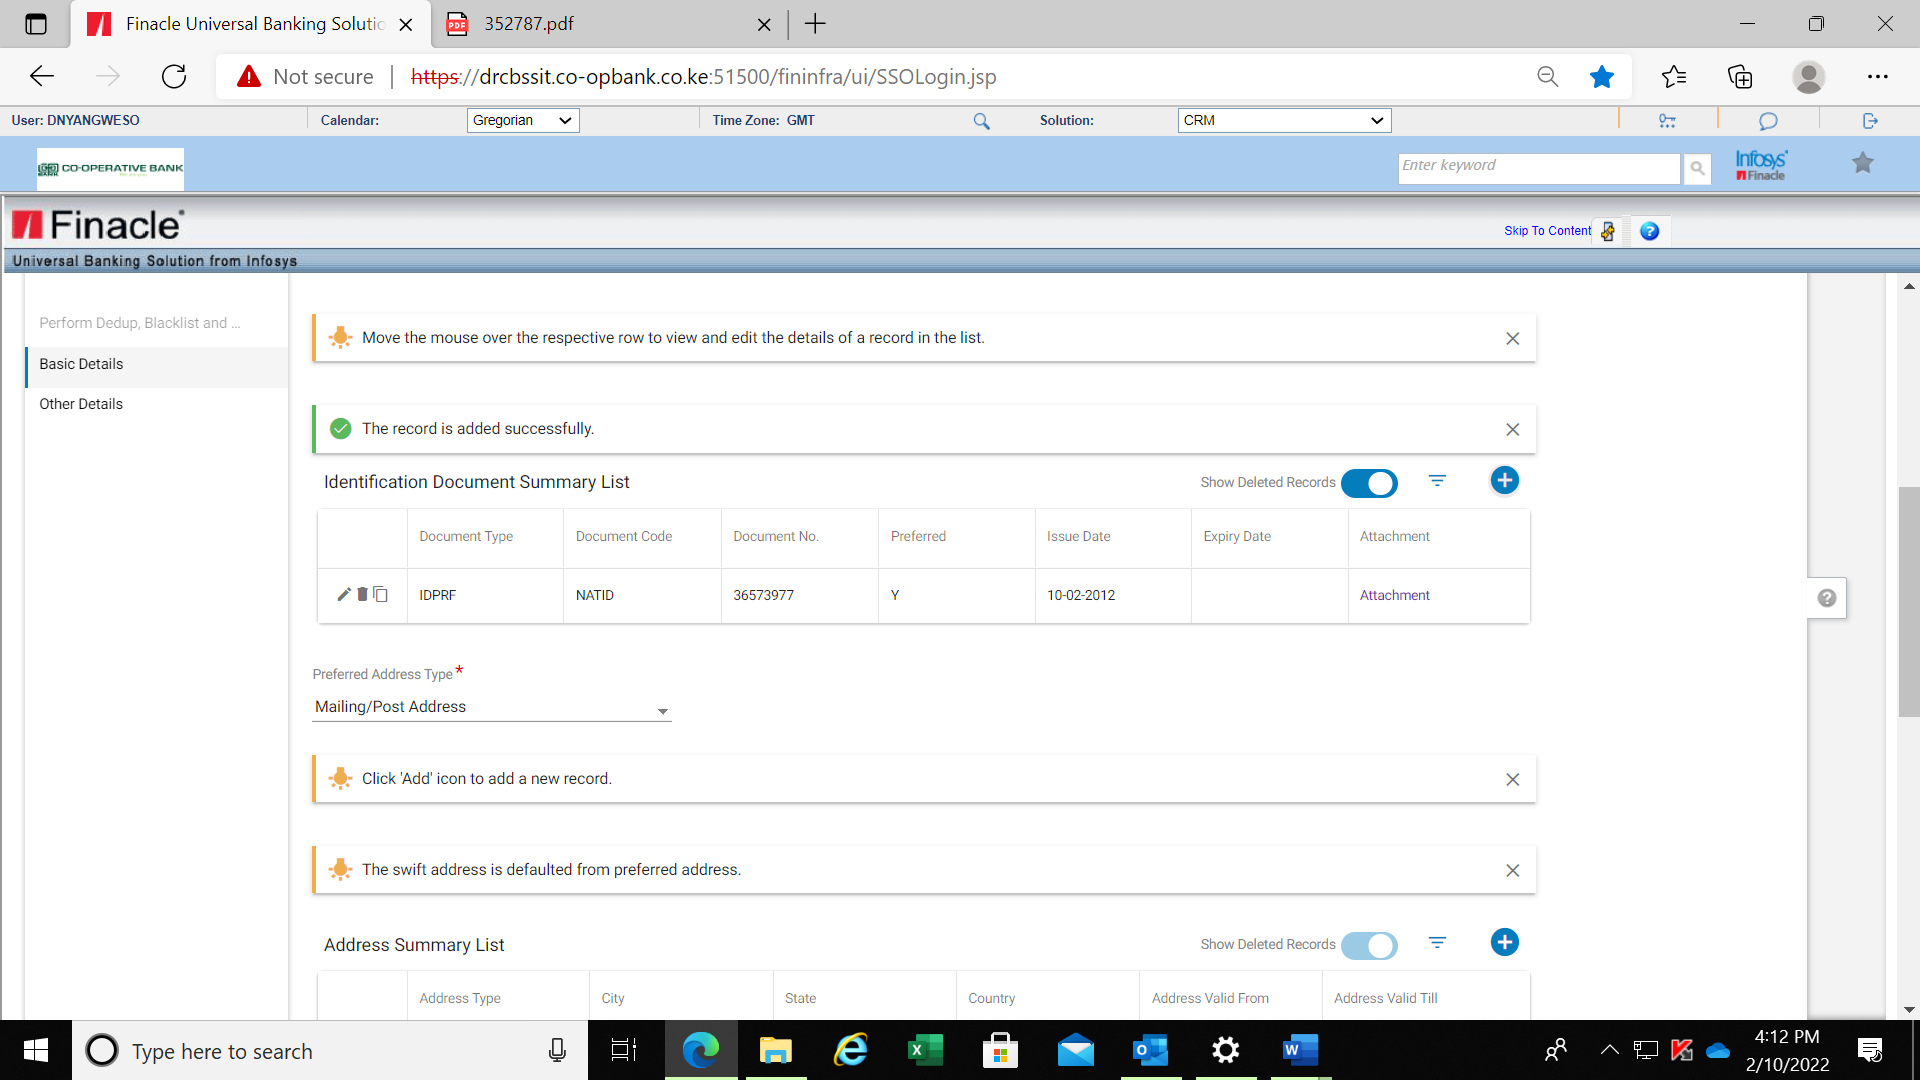 Finacle Universal Banking Solutio
352787.pdf
Not secure
https://drcbssit.co-opbank.co.ke:51500/fininfra/ui/SSOLogin.jsp
User: DNYANGWESO
Calendar:
Gregorian
Time Zone: GMT
Solution:
CRM
CO-OPERATIVE BANK
Enter keyword
Infosys
Finacle
Finacle
Skip To Content
Universal Banking Solution from Infosys
Perform Dedup, Blacklist and ...
Basic Details
Other Details
Move the mouse over the respective row to view and edit the details of a record in the list.
The record is added successfully.
Identification Document Summary List
Show Deleted Records
Document Type Document Code Document No. Preferred Issue Date Expiry Date Attachment
IDPRF NATID 36573977 Y 10-02-2012 Attachment
Preferred Address Type*
Mailing/Post Address
Click 'Add' icon to add a new record.
The swift address is defaulted from preferred address.
Address Summary List
Show Deleted Records
Address Type City State Country Address Valid From Address Valid Till
Type here to search
4:12 PM
2/10/2022